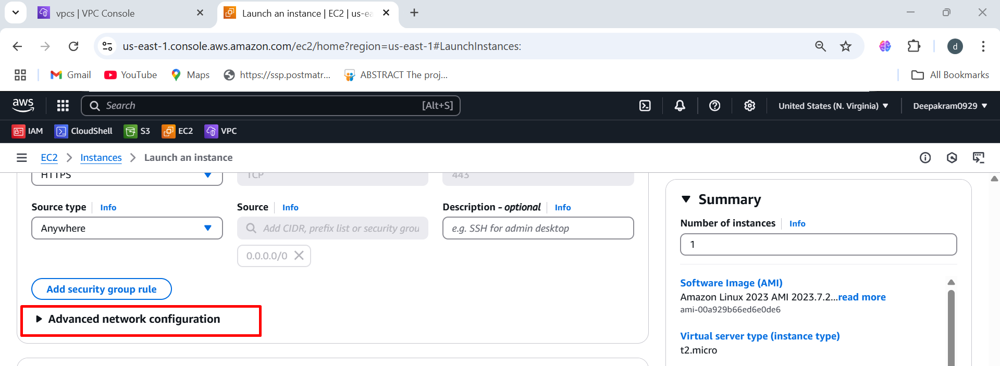 vpcs | VPC Console
Launch an instance | EC2 | us-ea
us-east-1.console.aws.amazon.com/ec2/home?region=us-east-1#LaunchInstances:
d
Gmail
YouTube
Maps
https://ssp.postmatr...
ABSTRACT The proj...
All Bookmarks
aws
Search
[Alt+S]
United States (N. Virginia)
Deepakram0929
IAM
CloudShell
S3
EC2
VPC
EC2
Instances
Launch an instance
HTTPS
TCP
443
Source type
Info
Source
Info
Description - optional
Info
Anywhere
Add CIDR, prefix list or security grou
e.g. SSH for admin desktop
0.0.0.0/0
Add security group rule
Advanced network configuration
Summary
Number of instances
Info
1
Software Image (AMI)
Amazon Linux 2023 AMI 2023.7.2...read more
ami-00a929b66ed6e0de6
Virtual server type (instance type)
t2.micro